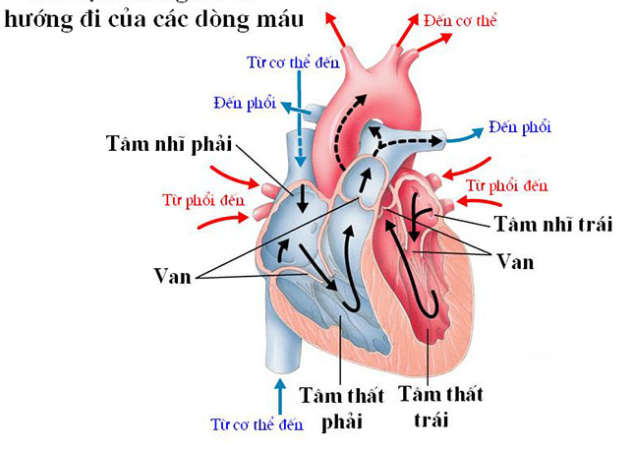 hướng đi của các dòng máu
Đến cơ thể
Từ cơ thể đến
Đến phổi
Đến phổi
Tâm nhĩ phải
Từ phổi đến
Từ phổi đến
Tâm nhĩ trái
Van
Van
Tâm thất
phải
Tâm thất
trái
Từ cơ thể đến